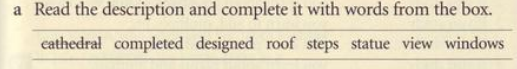 a Read the description and complete it with words from the box.
cathedral completed designed roof steps statue view windows